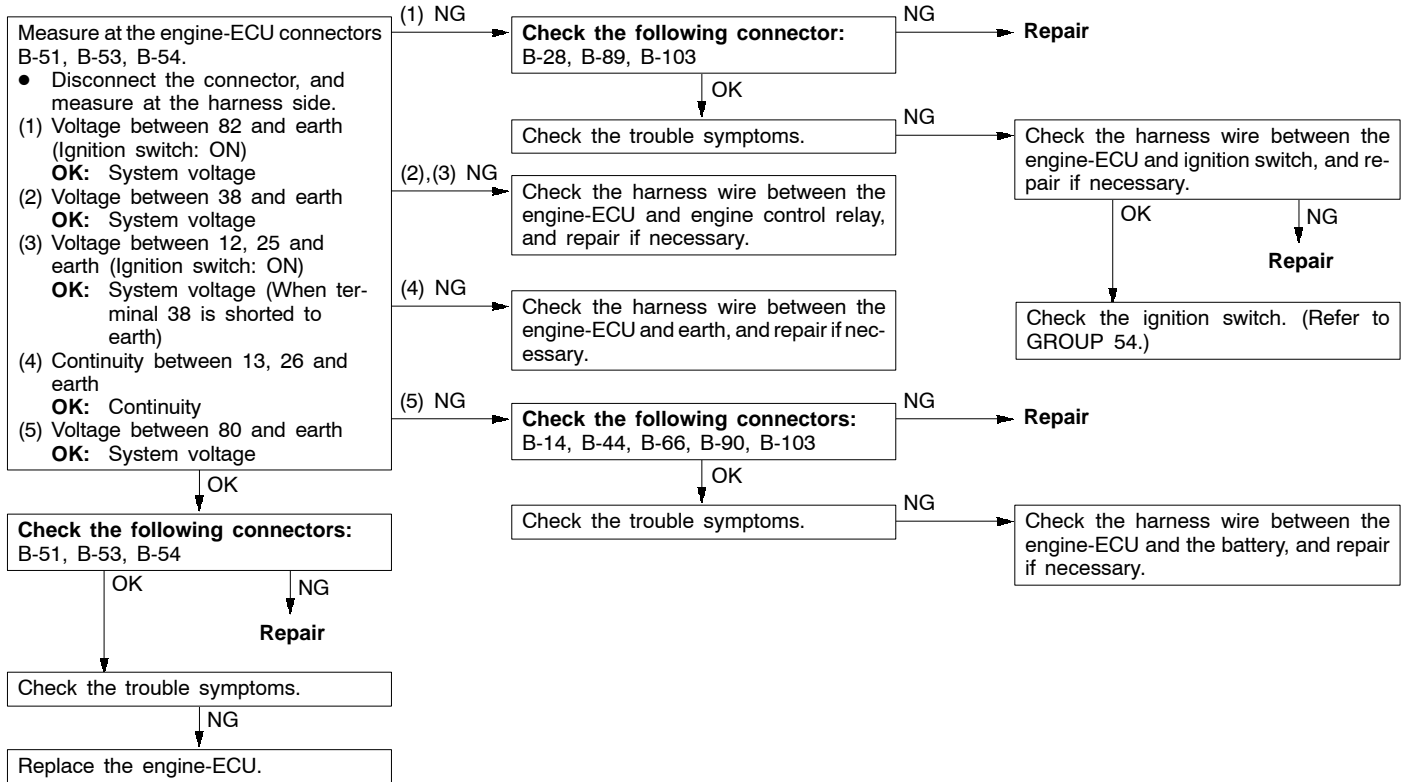 Measure at the engine-ECU connectors
B-51, B-53, B-54.
● Disconnect the connector, and
measure at the harness side.
(1) Voltage between 82 and earth
(Ignition switch: ON)
OK: System voltage
(2) Voltage between 38 and earth
OK: System voltage
(3) Voltage between 12, 25 and
earth (Ignition switch: ON)
OK: System voltage (When ter-
minal 38 is shorted to
earth)
(4) Continuity between 13, 26 and
earth
OK: Continuity
(5) Voltage between 80 and earth
OK: System voltage
(1) NG
Check the following connector:
B-28, B-89, B-103
NG
Repair
OK
Check the trouble symptoms.
NG
Check the harness wire between the
engine-ECU and ignition switch, and re-
pair if necessary.
OK
NG
Repair
Check the ignition switch. (Refer to
GROUP 54.)
(2),(3) NG
Check the harness wire between the
engine-ECU and engine control relay,
and repair if necessary.
(4) NG
Check the harness wire between the
engine-ECU and earth, and repair if nec-
essary.
(5) NG
Check the following connectors:
B-14, B-44, B-66, B-90, B-103
NG
Repair
OK
Check the trouble symptoms.
NG
Check the harness wire between the
engine-ECU and the battery, and repair
if necessary.
OK
Check the following connectors:
B-51, B-53, B-54
OK
NG
Repair
Check the trouble symptoms.
NG
Replace the engine-ECU.